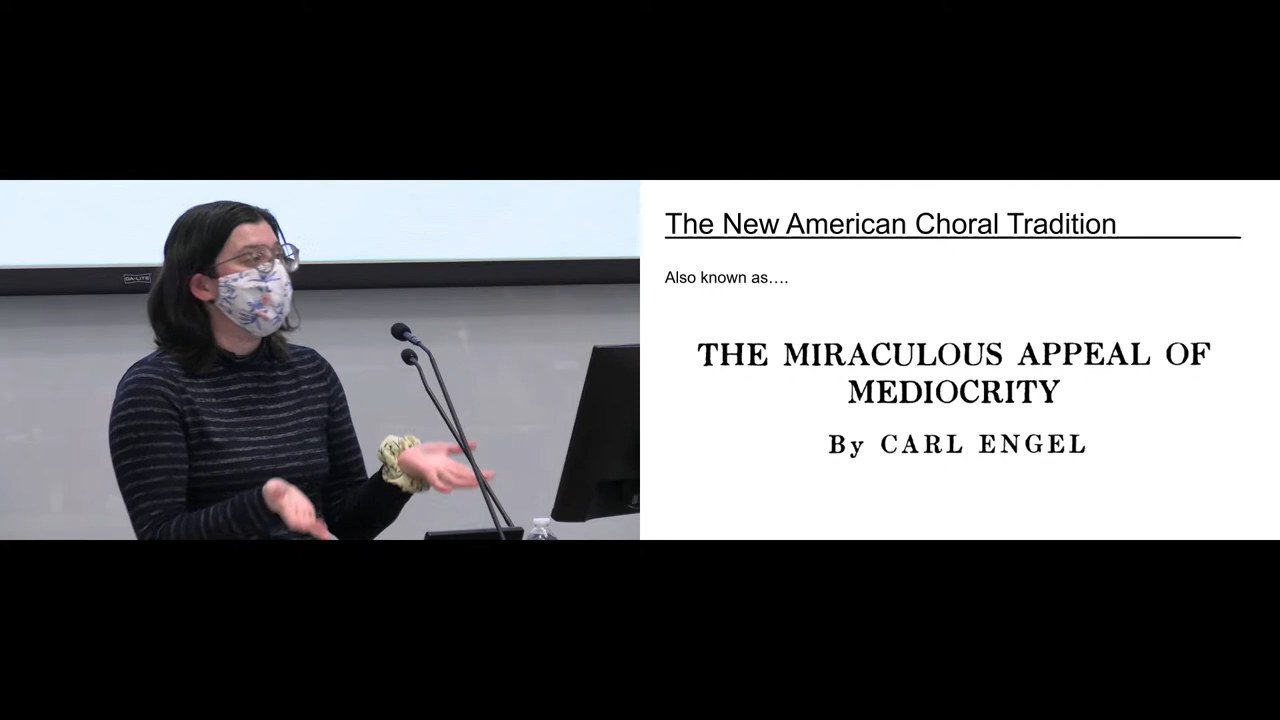 DA-LITE
The New American Choral Tradition
Also known as….
THE MIRACULOUS APPEAL OF
MEDIOCRITY
By CARL ENGEL